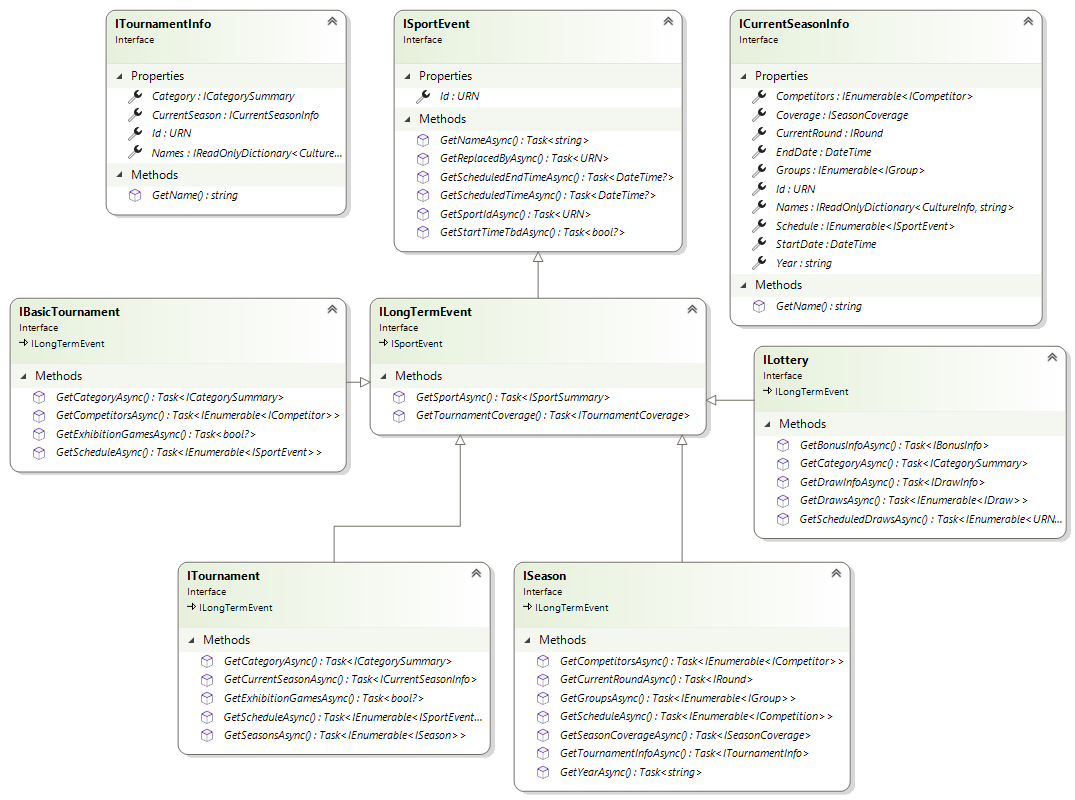 ITournamentInfo
Interface
Properties
Category : ICategorySummary
CurrentSeason : ICurrentSeasonInfo
Id : URN
Names : IReadOnlyDictionary<Culture...
Methods
GetName() : string
ISportEvent
Interface
Properties
Id : URN
Methods
GetNameAsync() : Task<string>
GetReplacedByAsync() : Task<URN>
GetScheduledEndTimeAsync() : Task<DateTime?>
GetScheduledTimeAsync() : Task<DateTime?>
GetSportIdAsync() : Task<URN>
GetStartTimeTbdAsync() : Task<bool?>
ICurrentSeasonInfo
Interface
Properties
Competitors : IEnumerable<ICompetitor>
Coverage : ISeasonCoverage
CurrentRound : IRound
EndDate : DateTime
Groups : IEnumerable<IGroup>
Id : URN
Names : IReadOnlyDictionary<CultureInfo, string>
Schedule : IEnumerable<ISportEvent>
StartDate : DateTime
Year : string
Methods
GetName() : string
IBasicTournament
Interface
ILongTermEvent
Methods
GetCategoryAsync() : Task<ICategorySummary>
GetCompetitorsAsync() : Task<IEnumerable<ICompetitor>>
GetExhibitionGamesAsync() : Task<bool?>
GetScheduleAsync() : Task<IEnumerable<ISportEvent>>
ILongTermEvent
Interface
ISportEvent
Methods
GetSportAsync() : Task<ISportSummary>
GetTournamentCoverage() : Task<ITournamentCoverage>
ILottery
Interface
ILongTermEvent
Methods
GetBonusInfoAsync() : Task<IBonusInfo>
GetCategoryAsync() : Task<ICategorySummary>
GetDrawInfoAsync() : Task<IDrawInfo>
GetDrawsAsync() : Task<IEnumerable<IDraw>>
GetScheduledDrawsAsync() : Task<IEnumerable<URN...
ITournament
Interface
ILongTermEvent
Methods
GetCategoryAsync() : Task<ICategorySummary>
GetCurrentSeasonAsync() : Task<ICurrentSeasonInfo>
GetExhibitionGamesAsync() : Task<bool?>
GetScheduleAsync() : Task<IEnumerable<ISportEvent...
GetSeasonsAsync() : Task<IEnumerable<ISeason>>
ISeason
Interface
ILongTermEvent
Methods
GetCompetitorsAsync() : Task<IEnumerable<ICompetitor>>
GetCurrentRoundAsync() : Task<IRound>
GetGroupsAsync() : Task<IEnumerable<IGroup>>
GetScheduleAsync() : Task<IEnumerable<ICompetition>>
GetSeasonCoverageAsync() : Task<ISeasonCoverage>
GetTournamentInfoAsync() : Task<ITournamentInfo>
GetYearAsync() : Task<string>